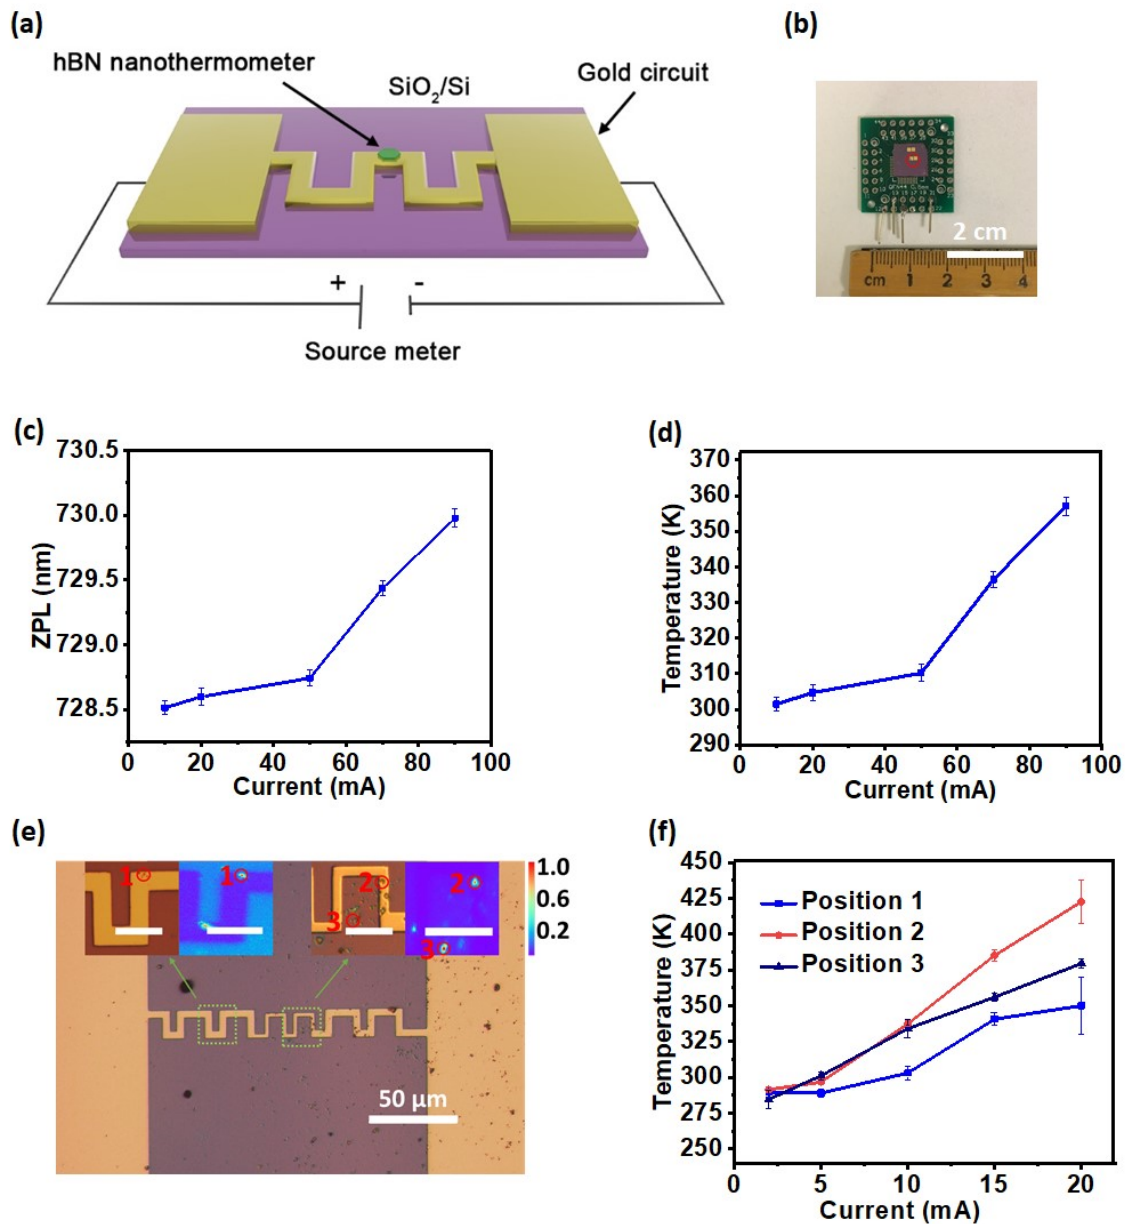 (a)
hBN nanothermometer
SiO₂/Si
Gold circuit
+ -
Source meter
(b)
2 cm
cm 1 2 3 4
(c)
730.5
730.0
729.5
729.0
728.5
ZPL (nm)
0 20 40 60 80 100
Current (mA)
(d)
370
360
350
340
330
320
310
300
290
Temperature (K)
0 20 40 60 80 100
Current (mA)
(e)
1 1 2 2
3 3
1.0
0.6
0.2
50 μm
(f)
450
425
400
375
350
325
300
275
250
Temperature (K)
Position 1
Position 2
Position 3
0 5 10 15 20
Current (mA)